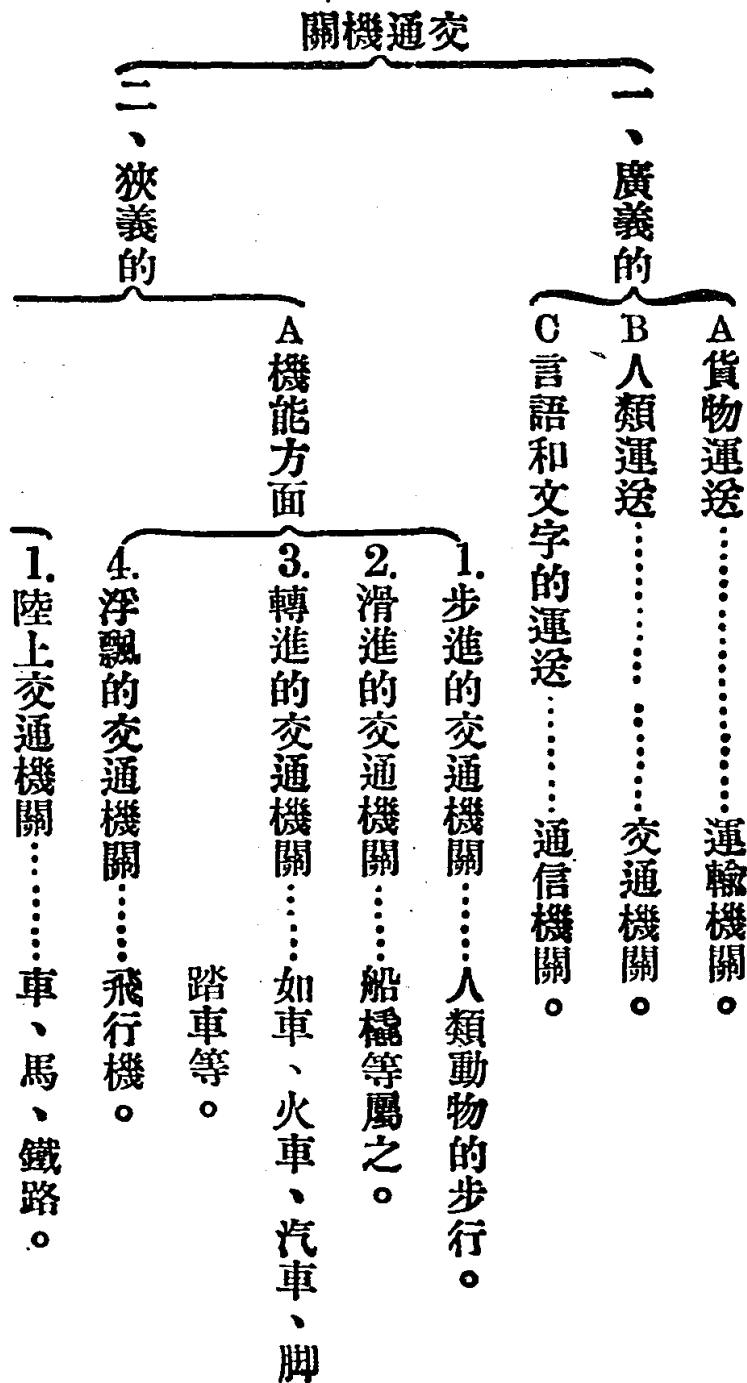 交通機關
一、廣義的
A貨物運送……………運輸機關。
B人類運送……………交通機關。
C言語和文字的運送………通信機關。
二、狹義的
A機能方面
1.步進的交通機關……人類動物的步行。
2.滑進的交通機關……船橇等屬之。
3.轉進的交通機關……如車、火車、汽車、脚
踏車等。
4.浮飄的交通機關……飛行機。
1.陸上交通機關………車、馬、鐵路。